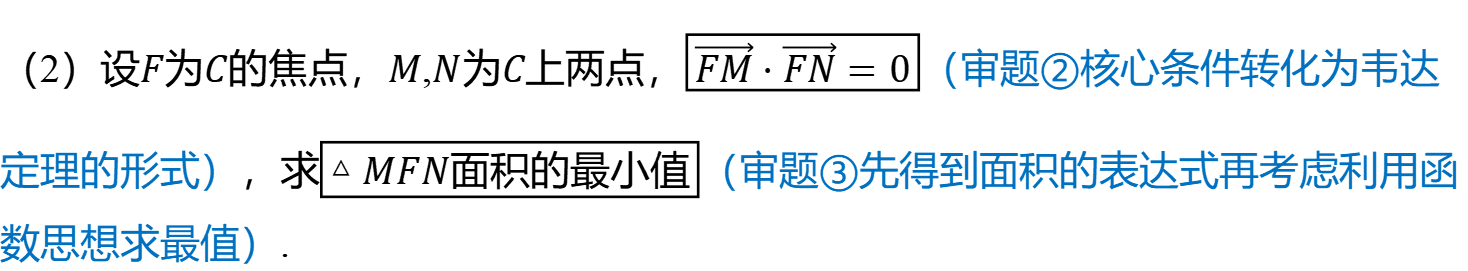 （2）设F为C的焦点，M,N为C上两点，$\overrightarrow{FM}\cdot\overrightarrow{FN}=0$（审题②核心条件转化为韦达
定理的形式），求△MFN面积的最小值（审题③先得到面积的表达式再考虑利用函
数思想求最值）.